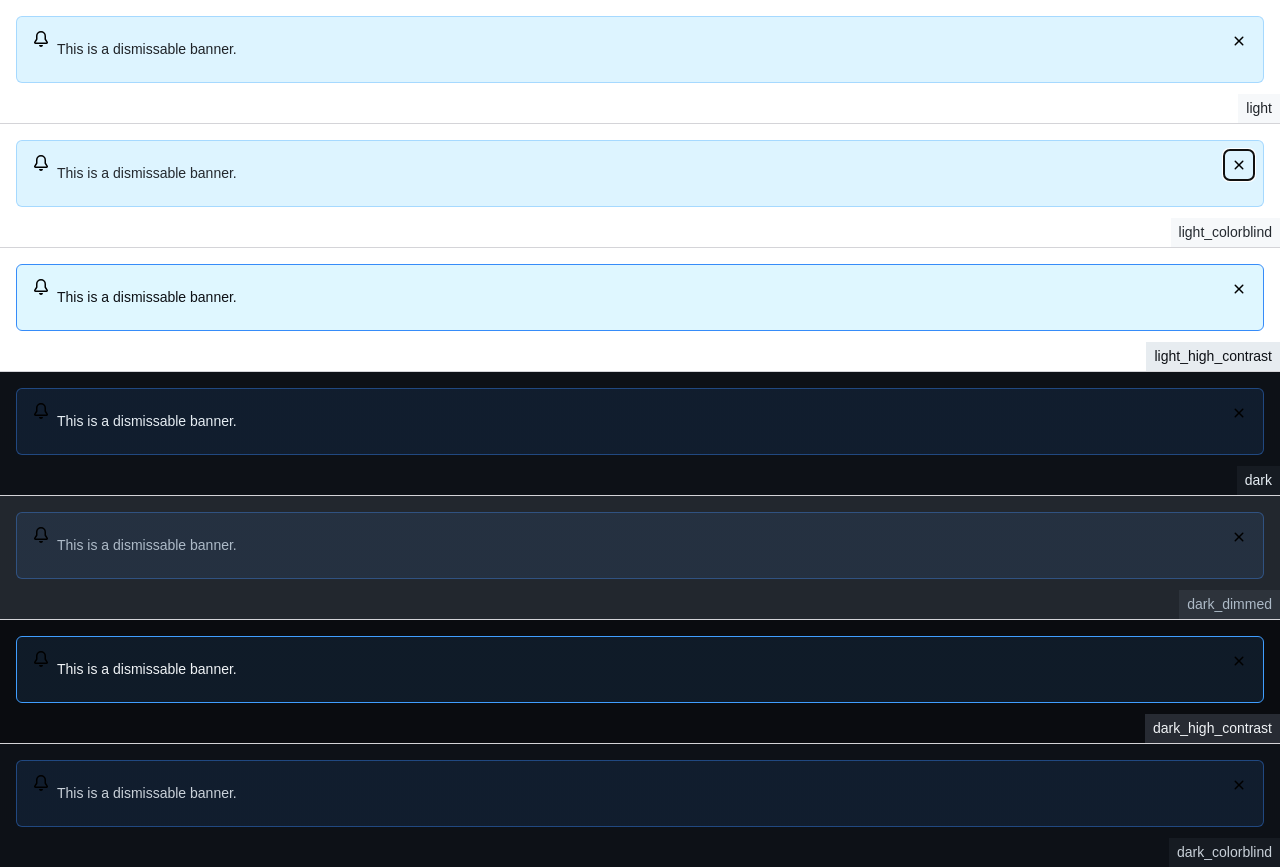 This is a dismissable banner.
light
This is a dismissable banner.
light_colorblind
This is a dismissable banner.
light_high_contrast
This is a dismissable banner.
dark
This is a dismissable banner.
dark_dimmed
This is a dismissable banner.
dark_high_contrast
This is a dismissable banner.
dark_colorblind